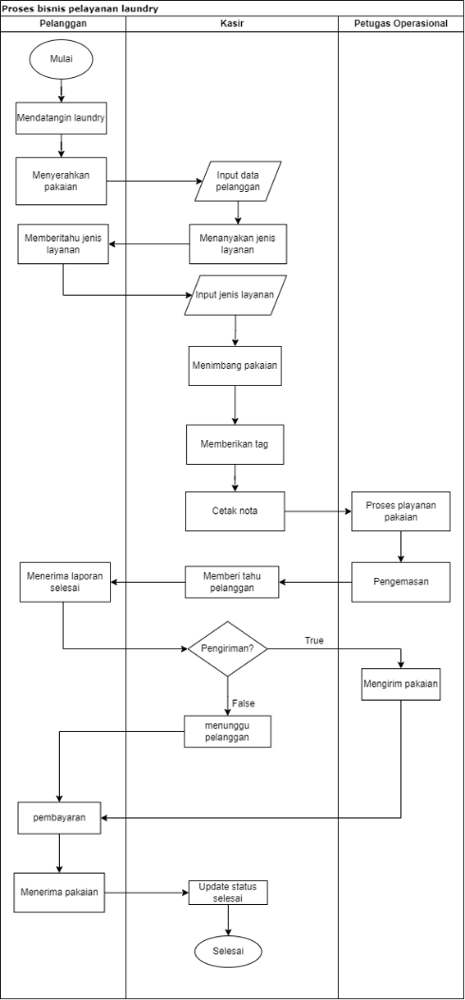 Proses bisnis pelayanan laundry
Pelanggan
Kasir
Petugas Operasional
Mulai
Mendatangin laundry
Menyerahkan
pakaian
Input data
pelanggan
Menanyakan jenis
layanan
Memberitahu jenis
layanan
Input jenis layanan
Menimbang pakaian
Memberikan tag
Cetak nota
Proses playanan
pakaian
Pengemasan
Memberi tahu
pelanggan
Menerima laporan
selesai
Pengiriman?
True
Mengirim pakaian
False
menunggu
pelanggan
pembayaran
Menerima pakaian
Update status
selesai
Selesai